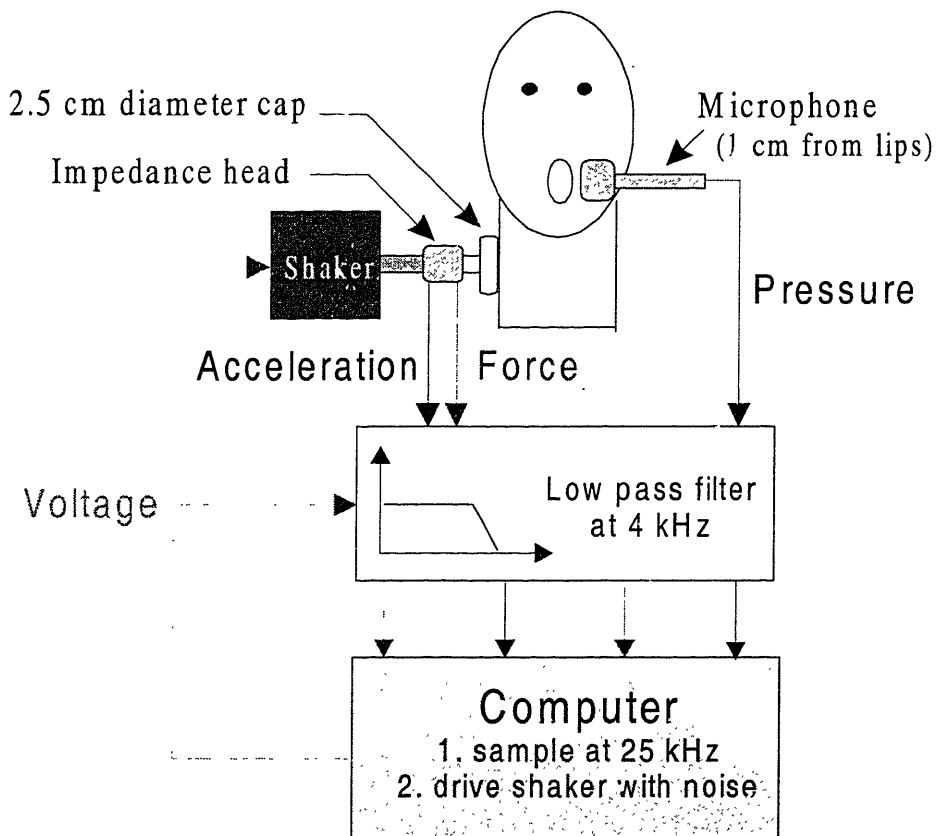 2.5 cm diameter cap
Impedance head
Microphone
(1 cm from lips)
Shaker
Pressure
Acceleration
Force
Voltage
Low pass filter
at 4 kHz
Computer
1. sample at 25 kHz
2. drive shaker with noise